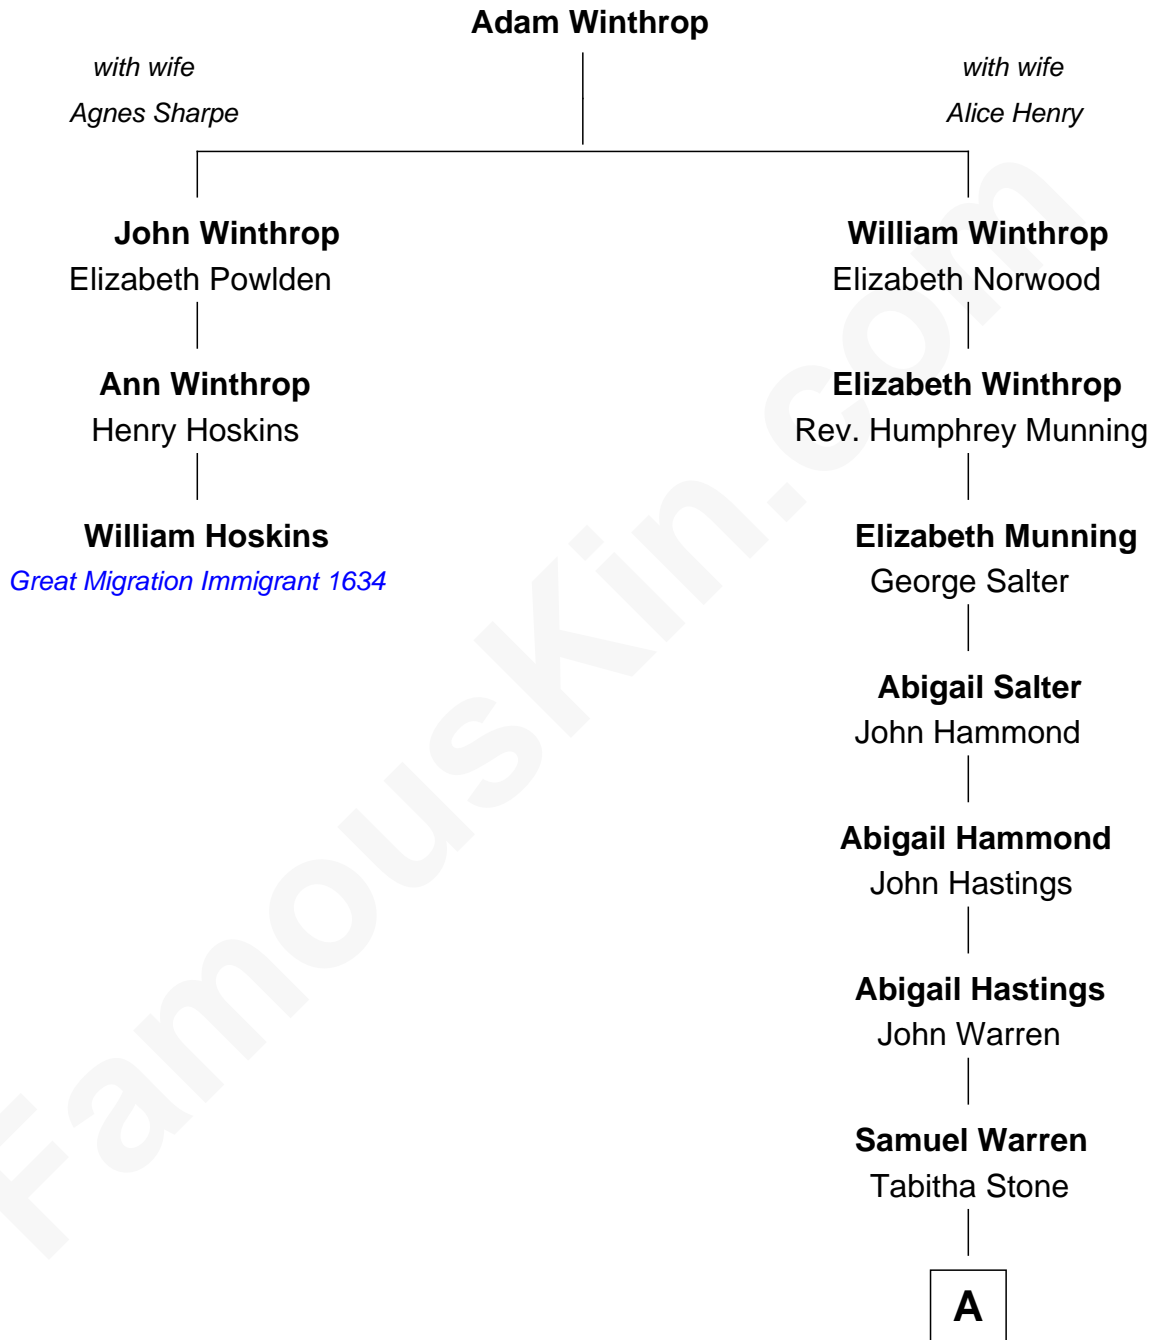 Adam Winthrop
with wife
Agnes Sharpe
with wife
Alice Henry
John Winthrop
Elizabeth Powlden
Ann Winthrop
Henry Hoskins
William Hoskins
Great Migration Immigrant 1634
William Winthrop
Elizabeth Norwood
Elizabeth Winthrop
Rev. Humphrey Munning
Elizabeth Munning
George Salter
Abigail Salter
John Hammond
Abigail Hammond
John Hastings
Abigail Hastings
John Warren
Samuel Warren
Tabitha Stone
A
FamousKin.com